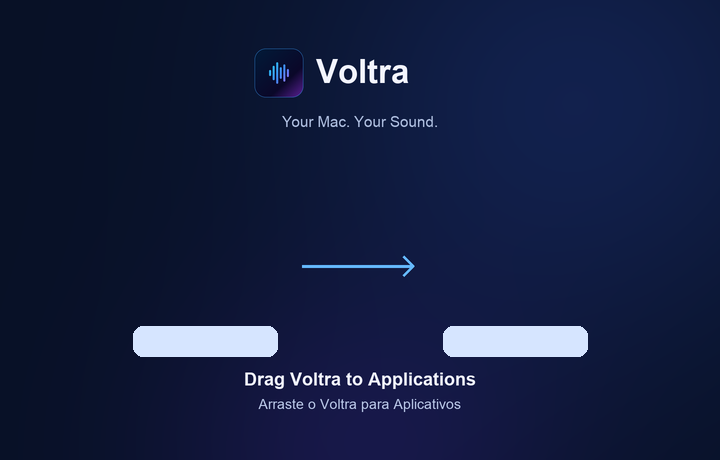 Voltra
Your Mac. Your Sound.
Drag Voltra to Applications
Arraste o Voltra para Aplicativos